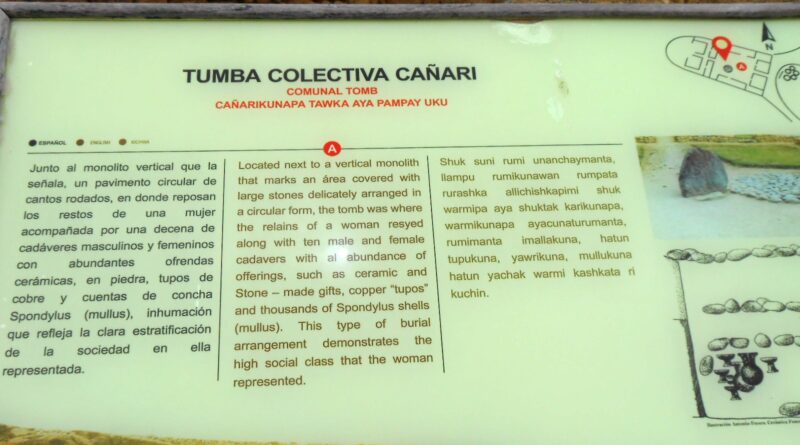 TUMBA COLECTIVA CAÑARI
COMUNAL TOMB
CAÑARIKUNAPA TAWKA AYA PAMPAY UKU
N
A
ESPAÑOL ENGLISH KICHWA
A
Junto al monolito vertical que la
señala, un pavimento circular de
cantos rodados, en donde reposan
los restos de una mujer
acompañada por una decena de
cadáveres masculinos y femeninos
con abundantes ofrendas
cerámicas, en piedra, tupos de
cobre y cuentas de concha
Spondylus (mullus), inhumación
que refleja la clara estratificación
de la sociedad en ella
representada.
Located next to a vertical monolith
that marks an área covered with
large stones delicately arranged in
a circular form, the tomb was where
the relains of a woman resyed
along with ten male and female
cadavers with al abundance of
offerings, such as ceramic and
Stone – made gifts, copper “tupos”
and thousands of Spondylus shells
(mullus). This type of burial
arrangement demonstrates the
high social class that the woman
represented.
Shuk suni rumi unanchaymanta,
llampu rumikunawan rumpata
rurashka allichishkapimi shuk
warmipa aya shuktak karikunapa,
warmikunapa ayacunaturumanta,
rumimanta imallakuna, hatun
tupukuna, yawrikuna, mullukuna
hatun yachak warmi kashkata ri
kuchin.
Ilustración Antonio